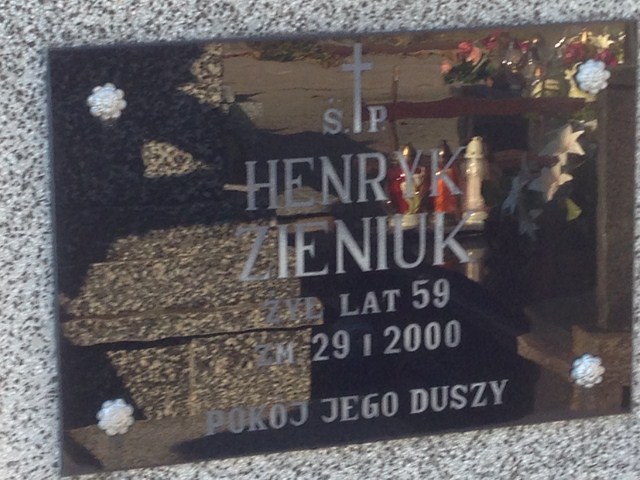 Ś. P.
HENRYK
ZIENIUK
ŻYŁ LAT 59
ZM 29 I 2000
POKÓJ JEGO DUSZY